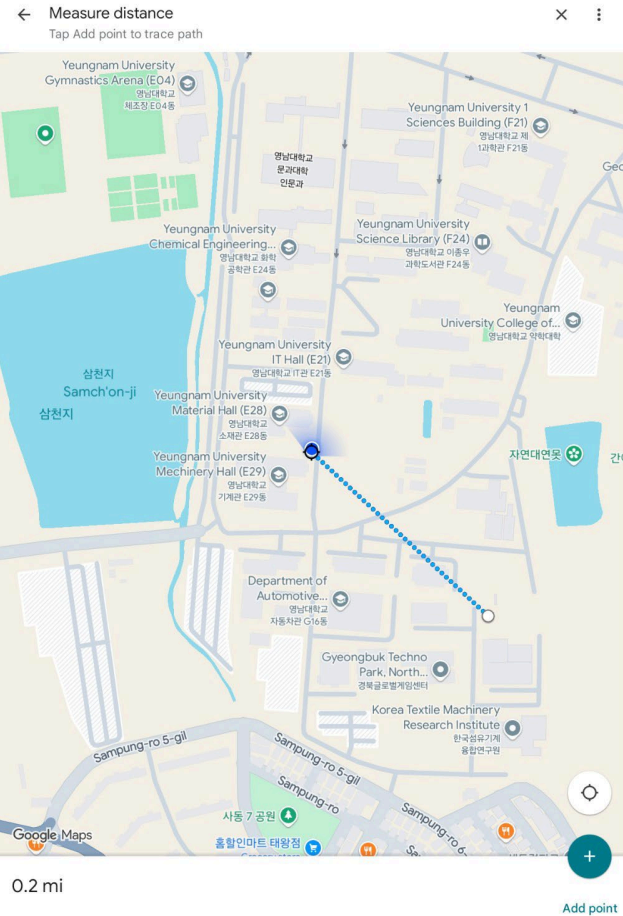 Measure distance
Tap Add point to trace path
Yeungnam University
Gymnastics Arena (E04)
영남대학교
체조장 E04동
Yeungnam University 1
Sciences Building (F21)
영남대학교 제
1과학관 F21동
영남대학교
문과대학
인문관
Geo
Yeungnam University
Chemical Engineering...
영남대학교 화학
공학관 E24동
Yeungnam University
Science Library (F24)
영남대학교 이종우
과학도서관 F24동
Yeungnam
University College of...
영남대학교 약학대학
Yeungnam University
IT Hall (E21)
영남대학교 IT관 E21동
삼천지
Samch'on-ji
삼천지
Yeungnam University
Material Hall (E28)
영남대학교
소재관 E28동
Yeungnam University
Mechinery Hall (E29)
영남대학교
기계관 E29동
자연대연못
간이
Department of
Automotive...
영남대학교
자동차관 G16동
Gyeongbuk Techno
Park, North...
경북글로벌게임센터
Korea Textile Machinery
Research Institute
한국섬유기계
융합연구원
Sampung-ro 5-gil
Sampung-ro 5-gil
Sampung-ro
Sampung-ro 6-
사동 7 공원
홈할인마트 태왕점
Google Maps
0.2 mi
Add point